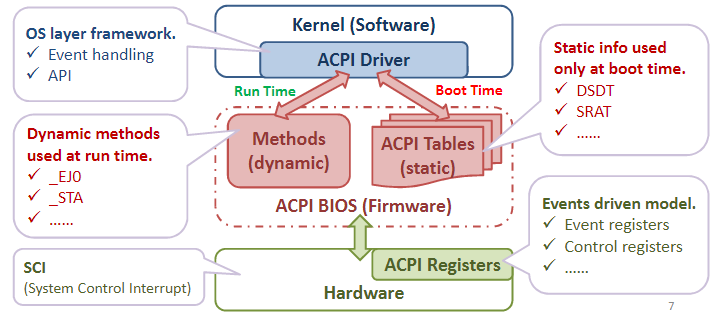 OS layer framework.
✓ Event handling
✓ API
Kernel (Software)
ACPI Driver
Run Time
Boot Time
Static info used
only at boot time.
✓ DSDT
✓ SRAT
✓ ......
Dynamic methods
used at run time.
✓ _EJ0
✓ _STA
✓ ......
Methods
(dynamic)
ACPI Tables
(static)
ACPI BIOS (Firmware)
Events driven model.
✓ Event registers
✓ Control registers
✓ ......
SCI
(System Control Interrupt)
ACPI Registers
Hardware
7